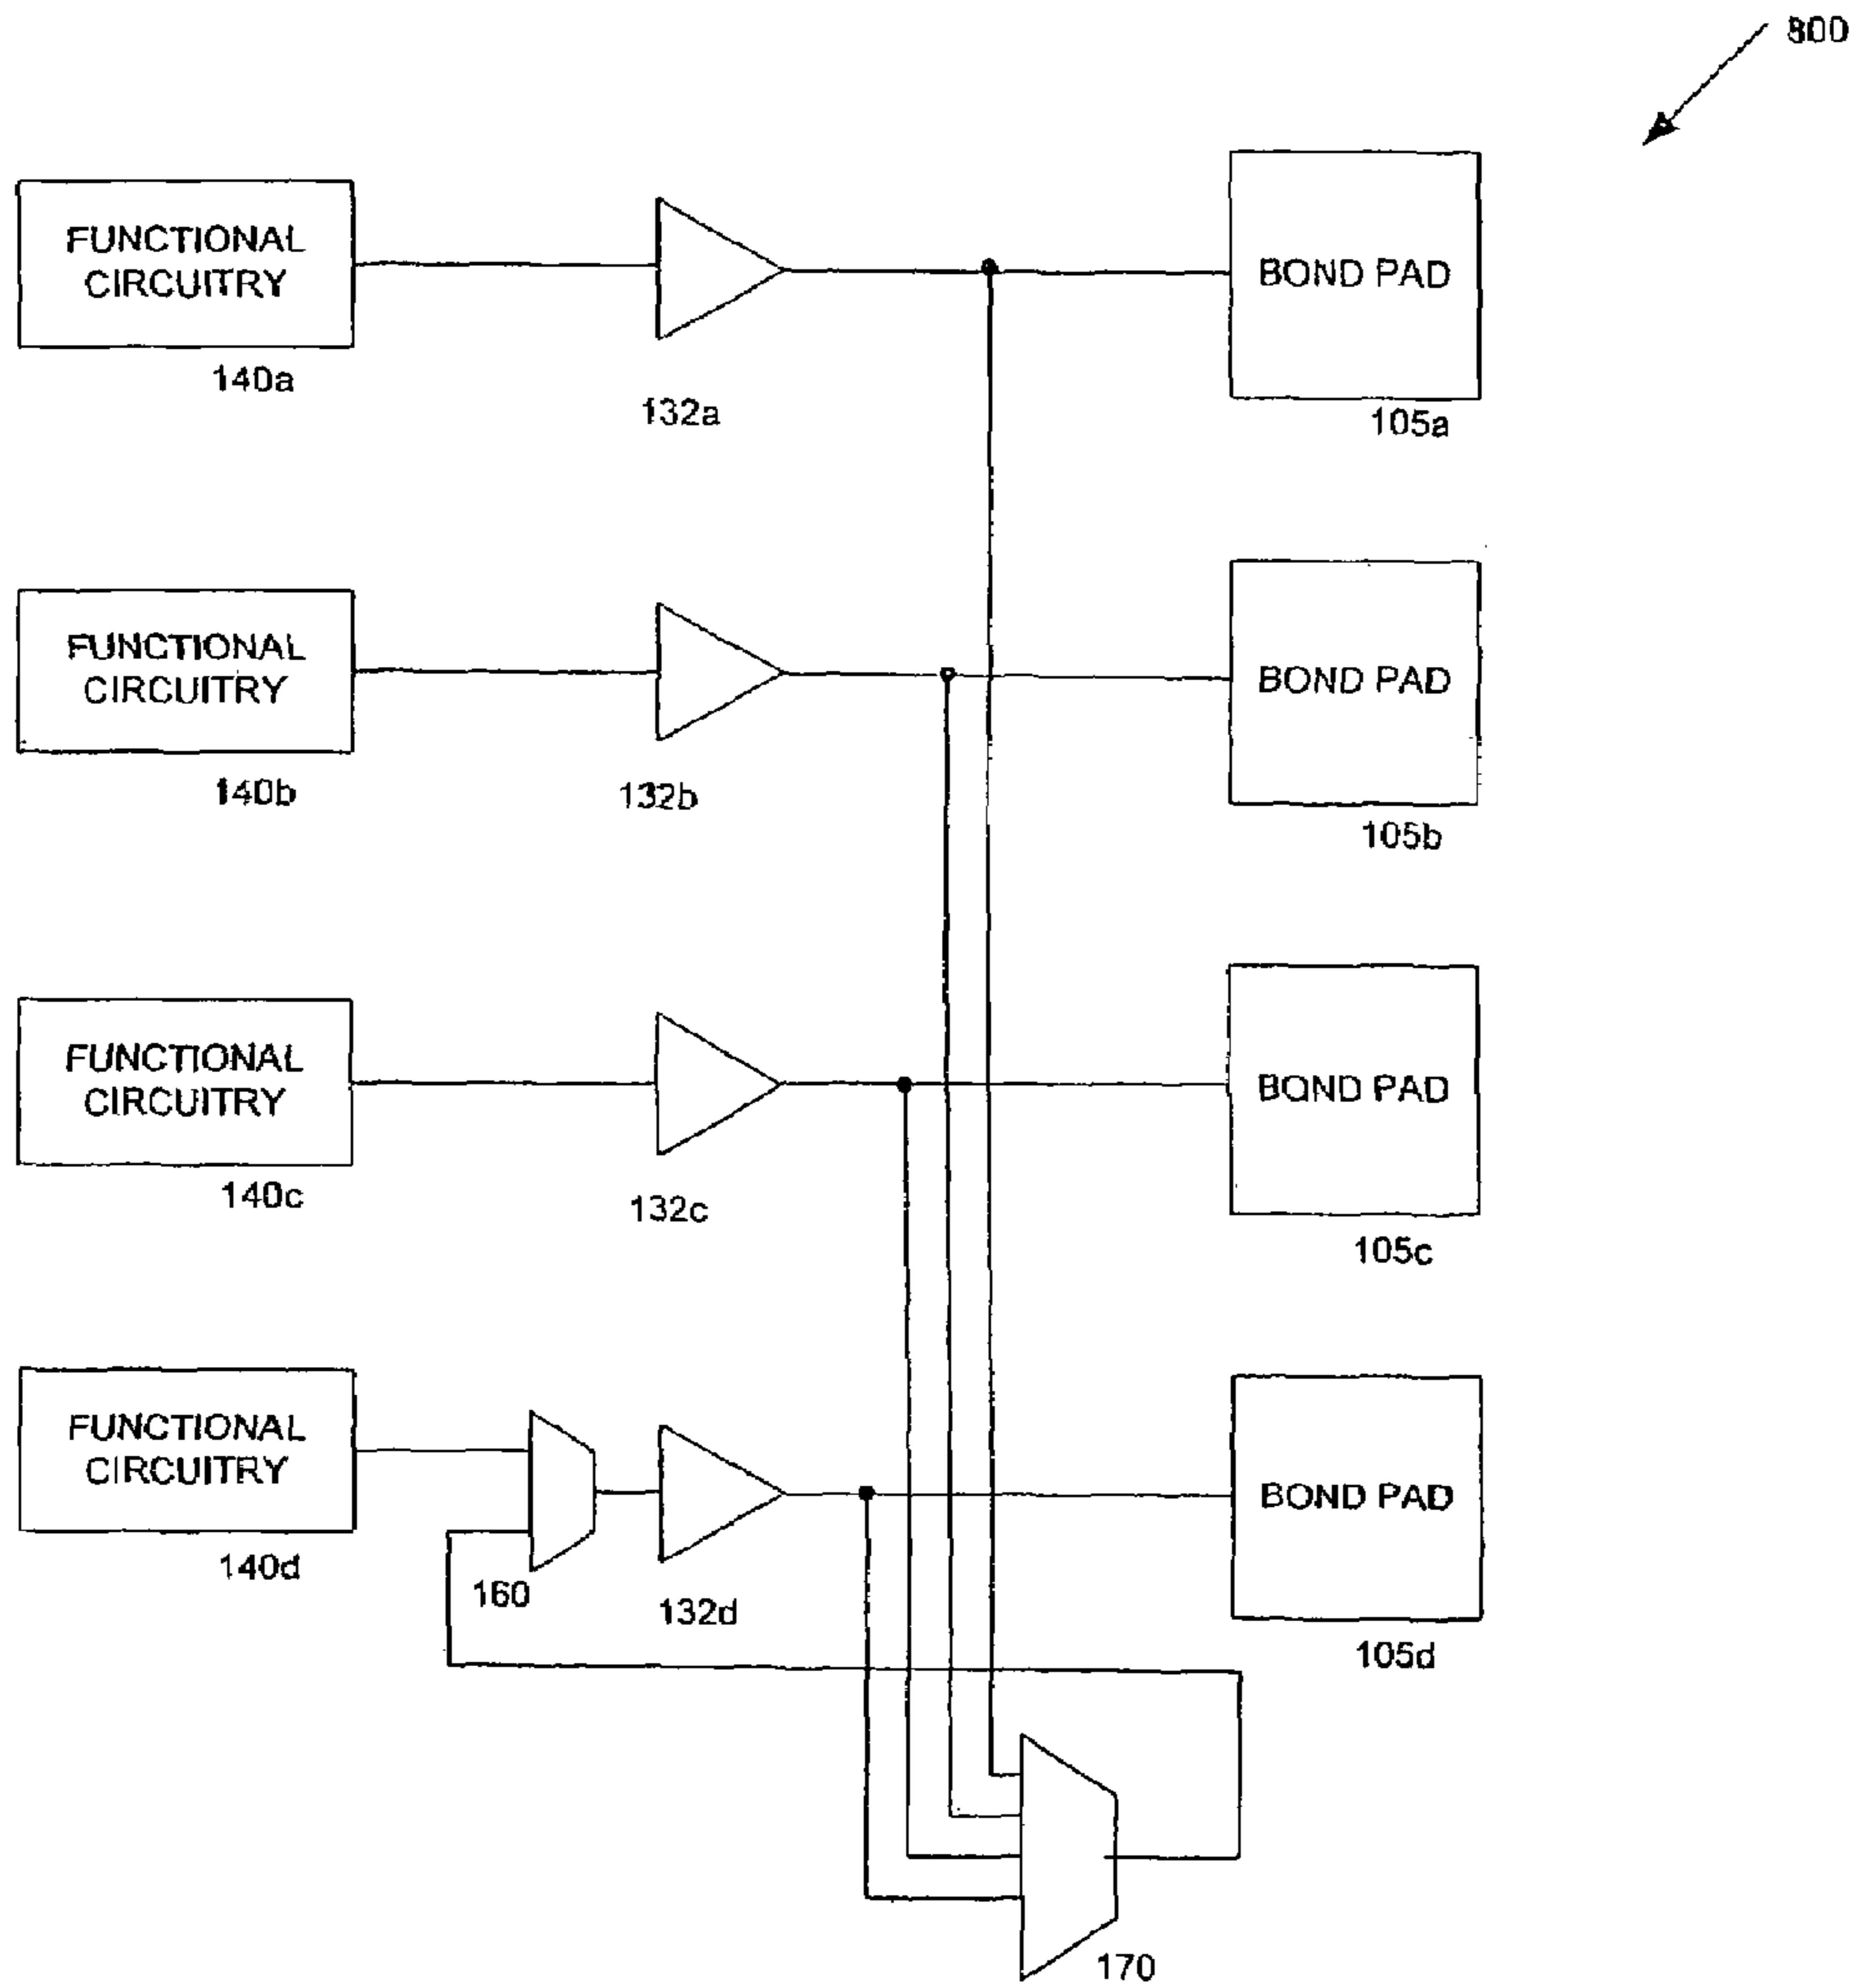 800
FUNCTIONAL
CIRCUITRY
140a
132a
BOND PAD
105a
FUNCTIONAL
CIRCUITRY
140b
132b
BOND PAD
105b
FUNCTIONAL
CIRCUITRY
140c
132c
BOND PAD
105c
FUNCTIONAL
CIRCUITRY
140d
160
132d
BOND PAD
105d
170